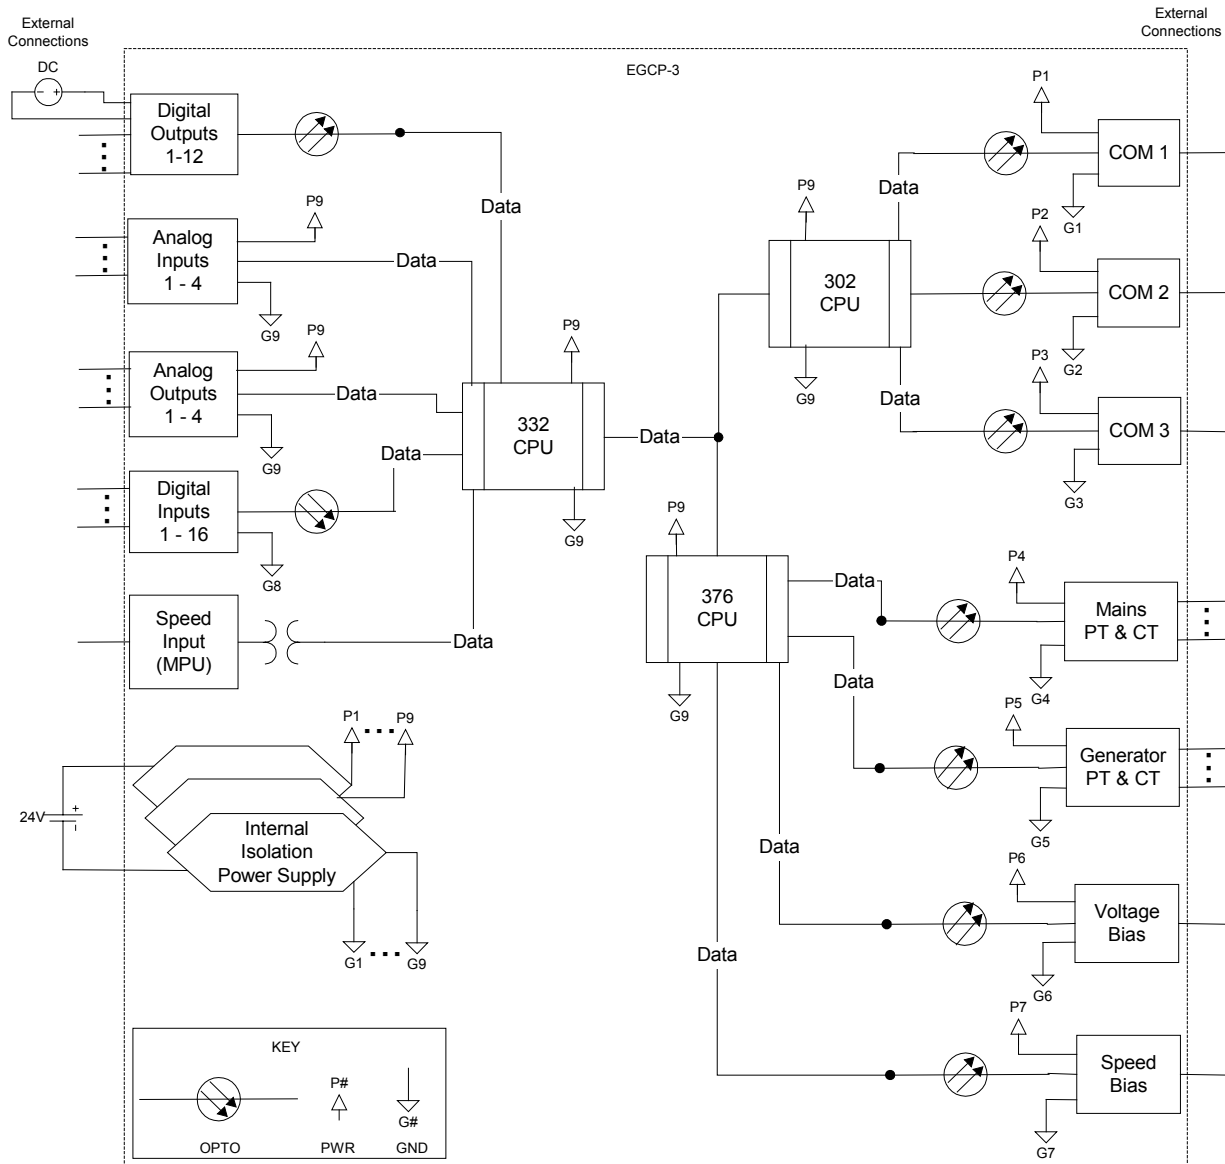 External
Connections
External
Connections
EGCP-3
DC
- +
Digital
Outputs
1-12
Data
P9
Analog
Inputs
1 - 4
Data
G9
P9
Analog
Outputs
1 - 4
Data
G9
Digital
Inputs
1 - 16
G8
Speed
Input
(MPU)
Data
P9
332
CPU
G9
Data
P9
302
CPU
G9
Data
Data
P1
COM 1
G1
P2
COM 2
G2
P3
COM 3
G3
P9
376
CPU
G9
Data
Data
Data
Data
P4
Mains
PT & CT
G4
P5
Generator
PT & CT
G5
P6
Voltage
Bias
G6
P7
Speed
Bias
G7
P1
P9
24V
+
-
Internal
Isolation
Power Supply
G1
G9
KEY
P#
G#
OPTO
PWR
GND